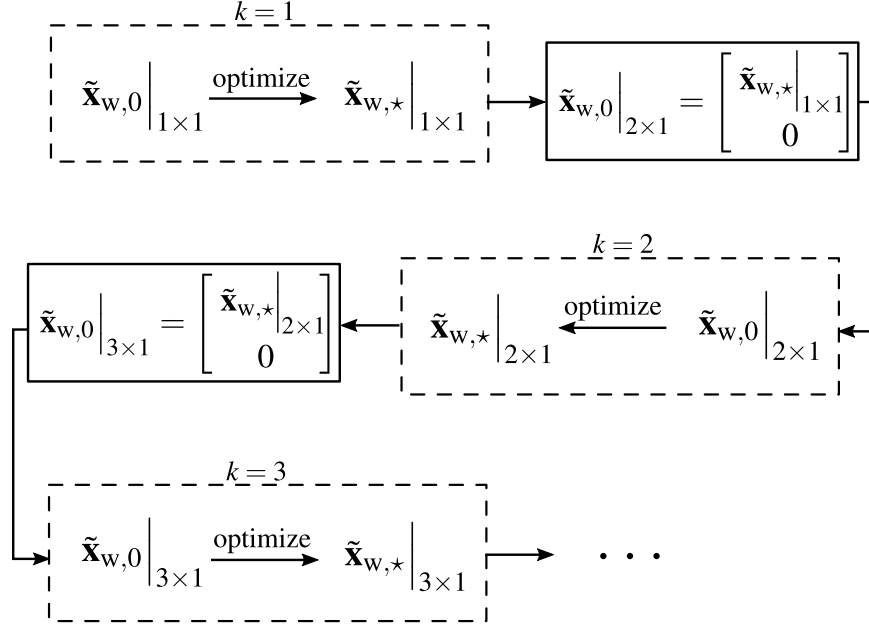 k = 1
x̃_{w,0}|_{1×1} optimize x̃_{w,⋆}|_{1×1}
x̃_{w,0}|_{2×1} = [x̃_{w,⋆}|_{1×1}
0]
k = 2
x̃_{w,0}|_{2×1} optimize x̃_{w,⋆}|_{2×1}
x̃_{w,0}|_{3×1} = [x̃_{w,⋆}|_{2×1}
0]
k = 3
x̃_{w,0}|_{3×1} optimize x̃_{w,⋆}|_{3×1}
· · ·